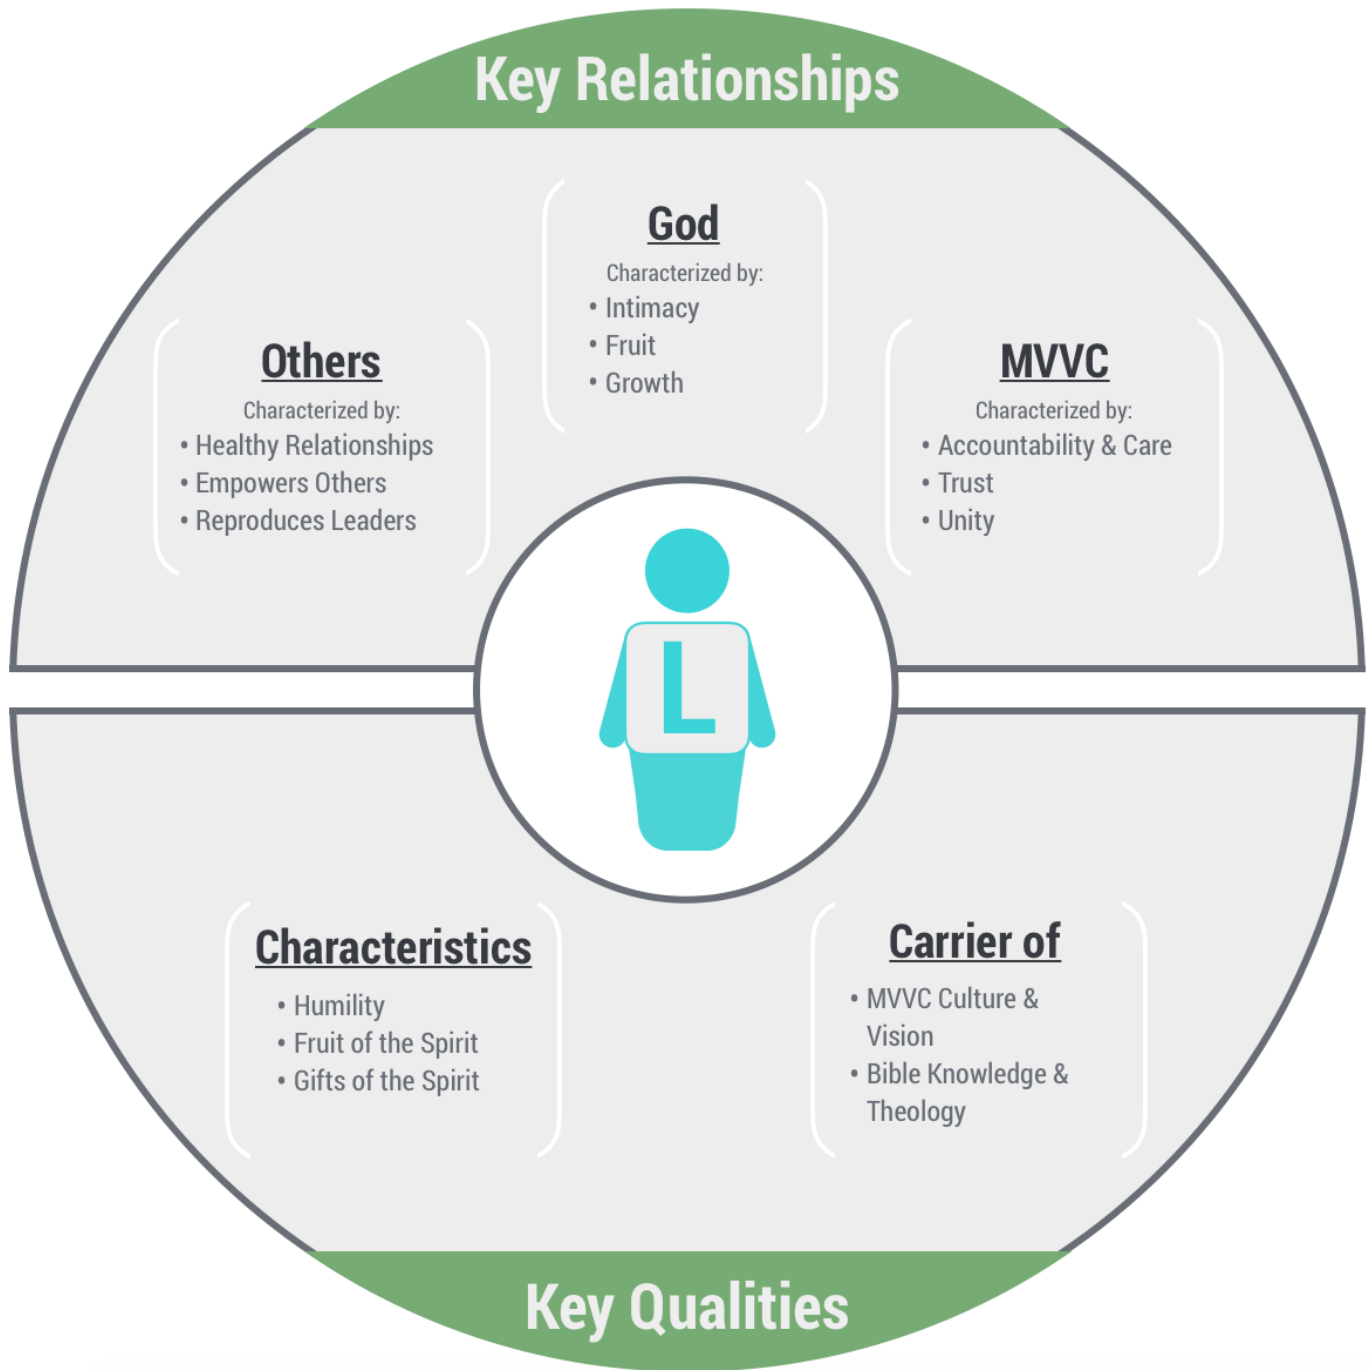 Key Relationships
God
Characterized by:
• Intimacy
• Fruit
• Growth
Others
Characterized by:
• Healthy Relationships
• Empowers Others
• Reproduces Leaders
MVVC
Characterized by:
• Accountability & Care
• Trust
• Unity
L
Characteristics
• Humility
• Fruit of the Spirit
• Gifts of the Spirit
Carrier of
• MVVC Culture &
Vision
• Bible Knowledge &
Theology
Key Qualities